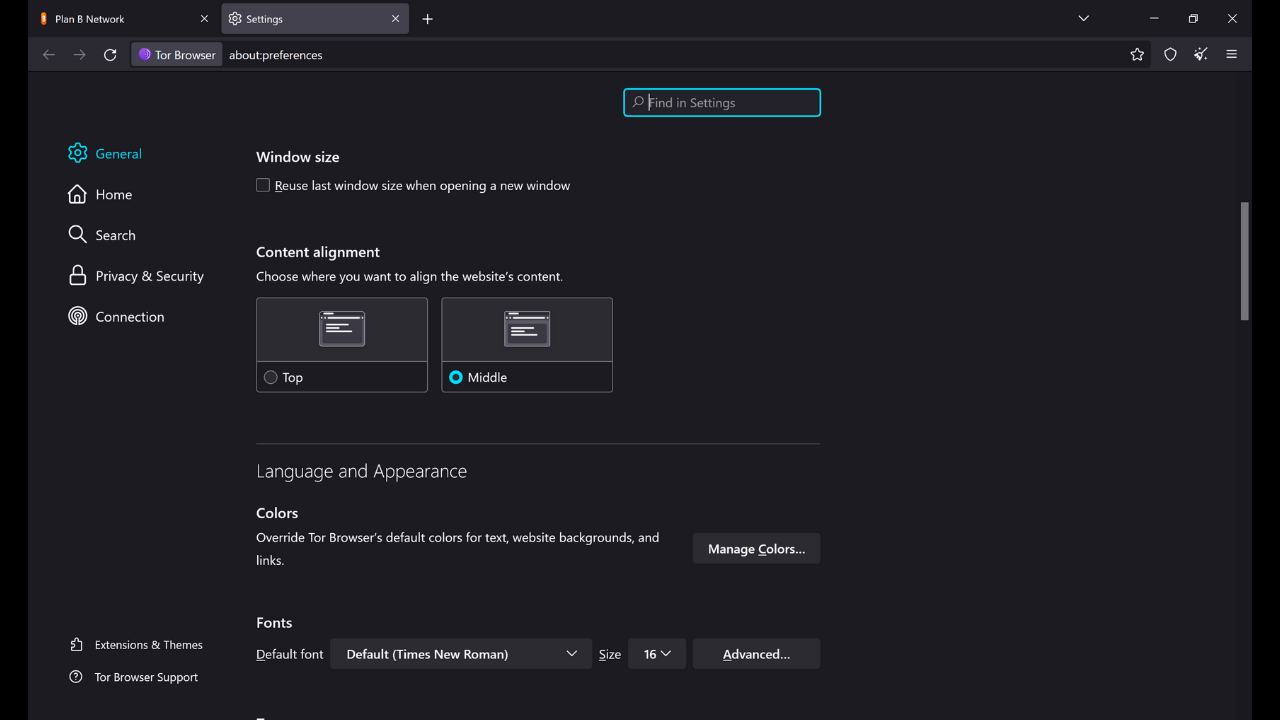 Plan B Network
Settings
Tor Browser
about:preferences
Find in Settings
General
Home
Search
Privacy & Security
Connection
Extensions & Themes
Tor Browser Support
Window size
Reuse last window size when opening a new window
Content alignment
Choose where you want to align the website's content.
Top
Middle
Language and Appearance
Colors
Override Tor Browser's default colors for text, website backgrounds, and
links.
Manage Colors...
Fonts
Default font
Default (Times New Roman)
Size
16
Advanced...